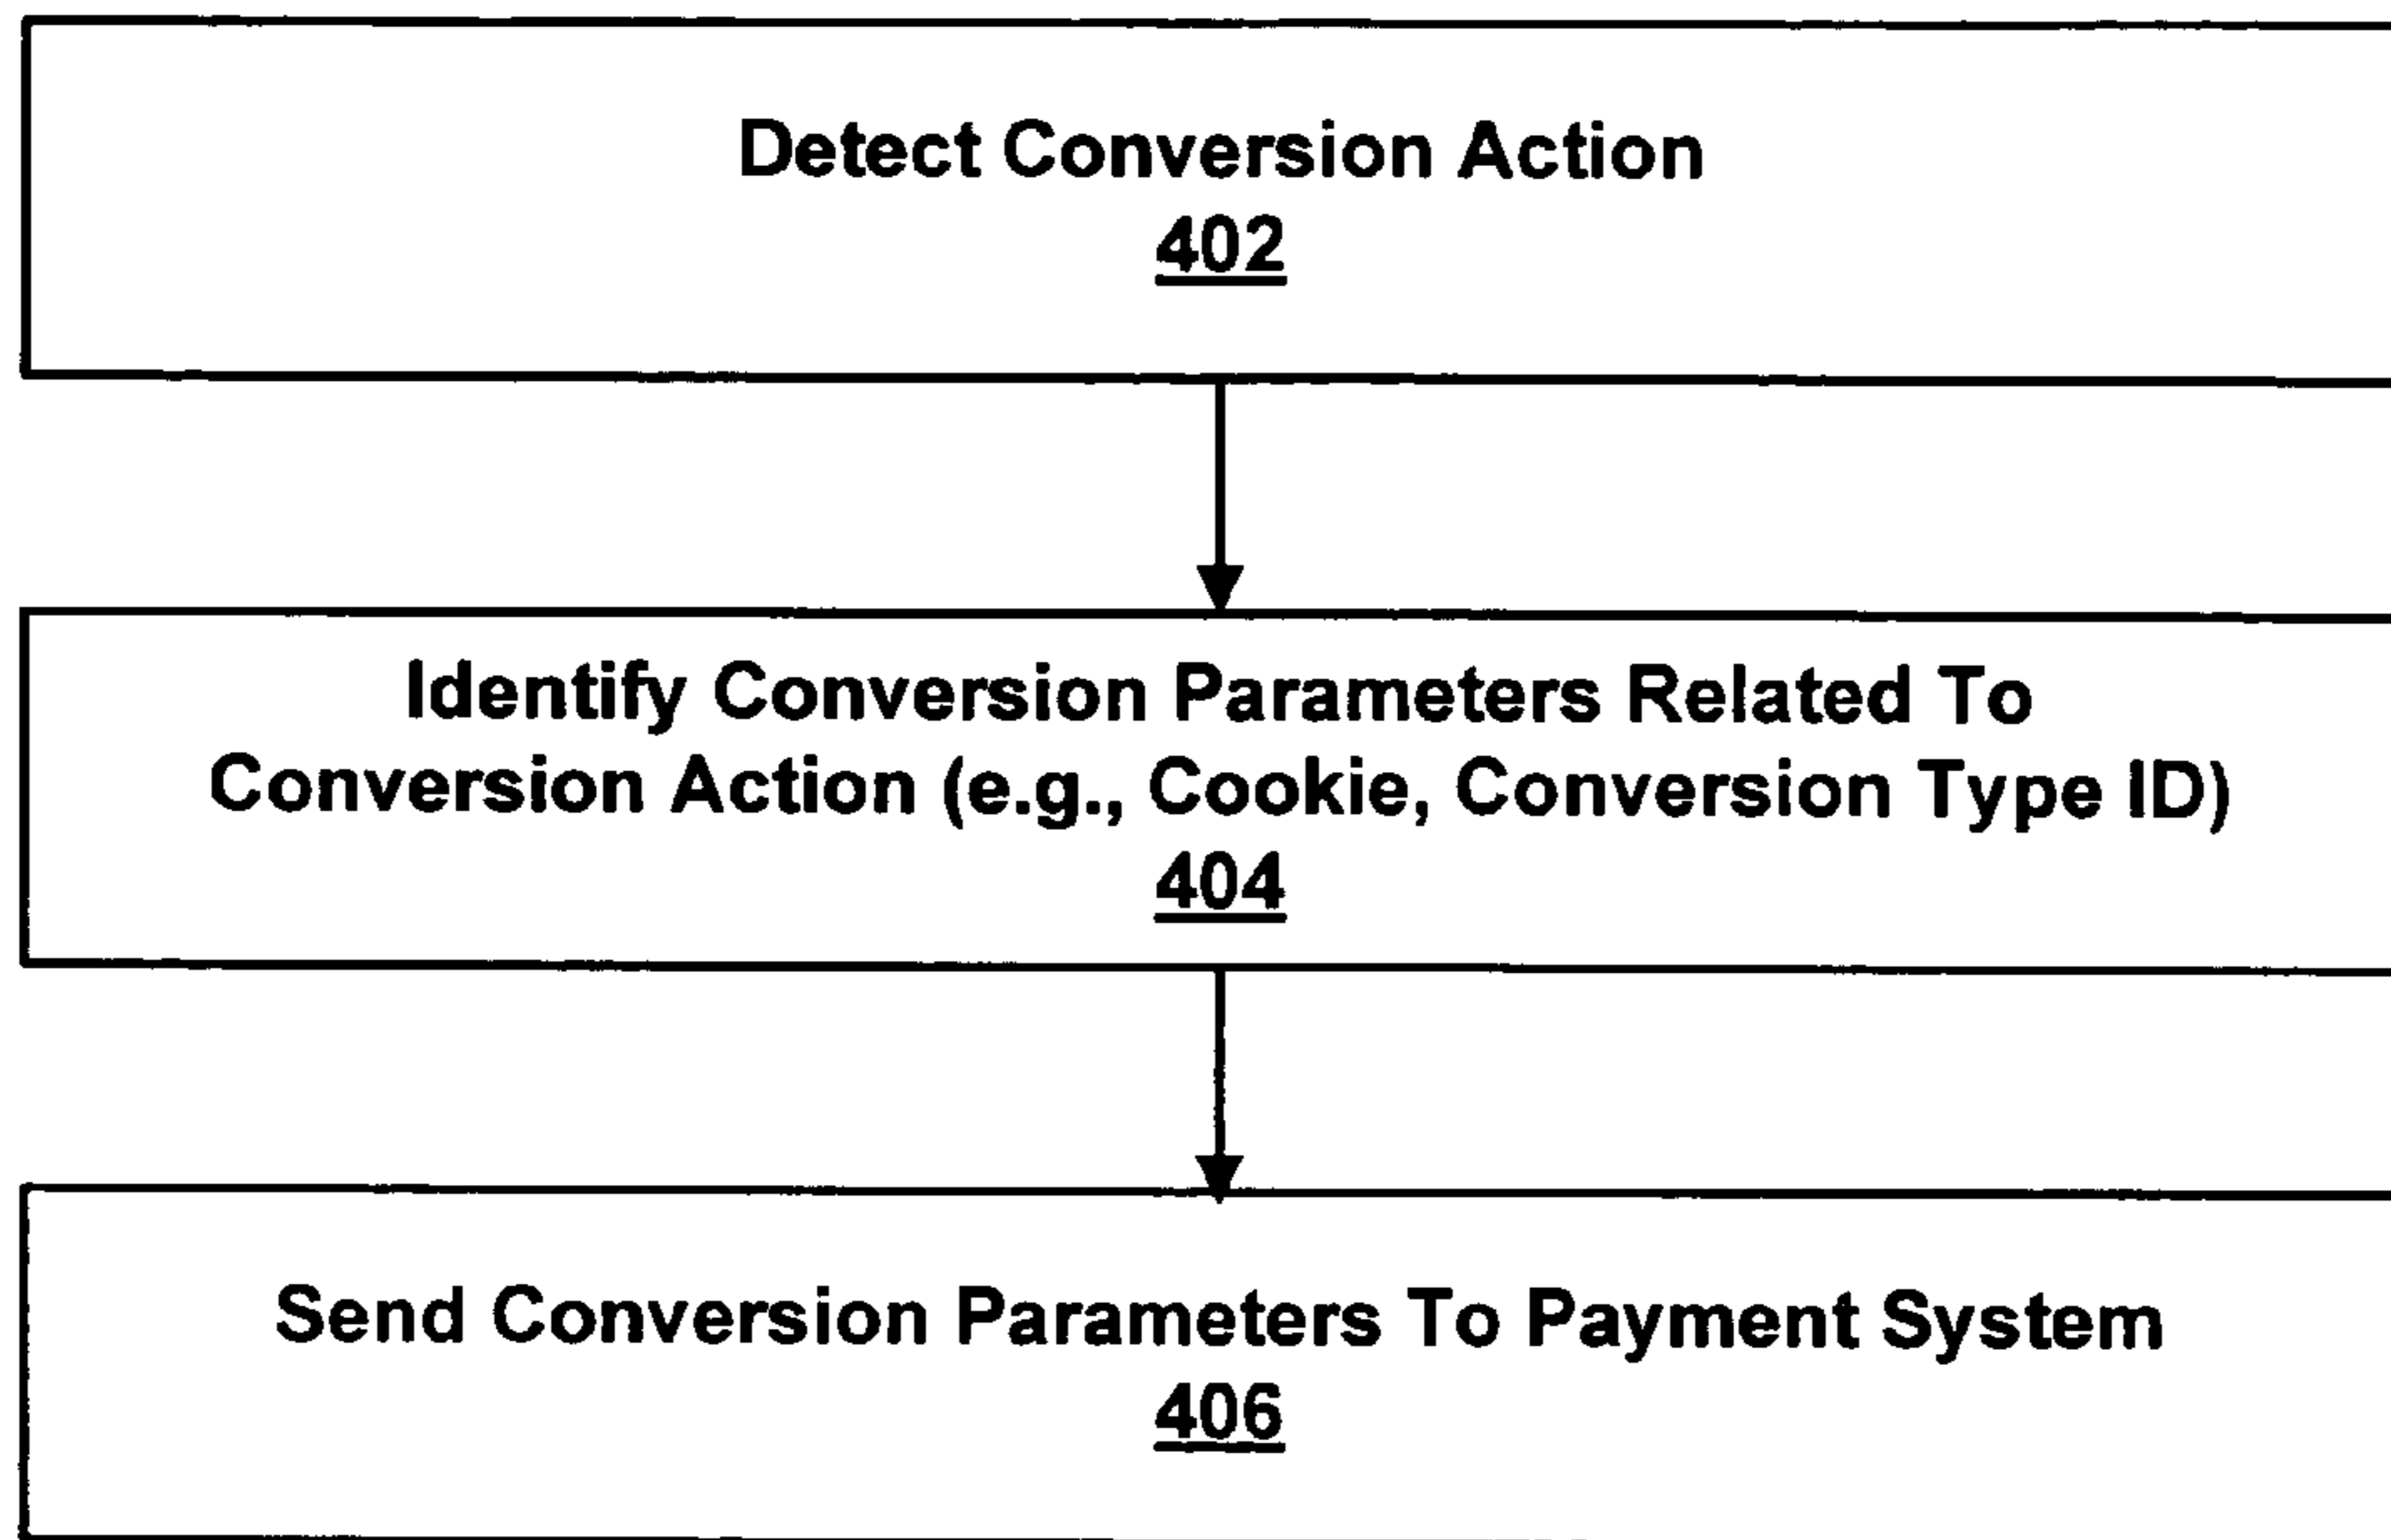 Detect Conversion Action
402
Identify Conversion Parameters Related To
Conversion Action (e.g., Cookie, Conversion Type ID)
404
Send Conversion Parameters To Payment System
406